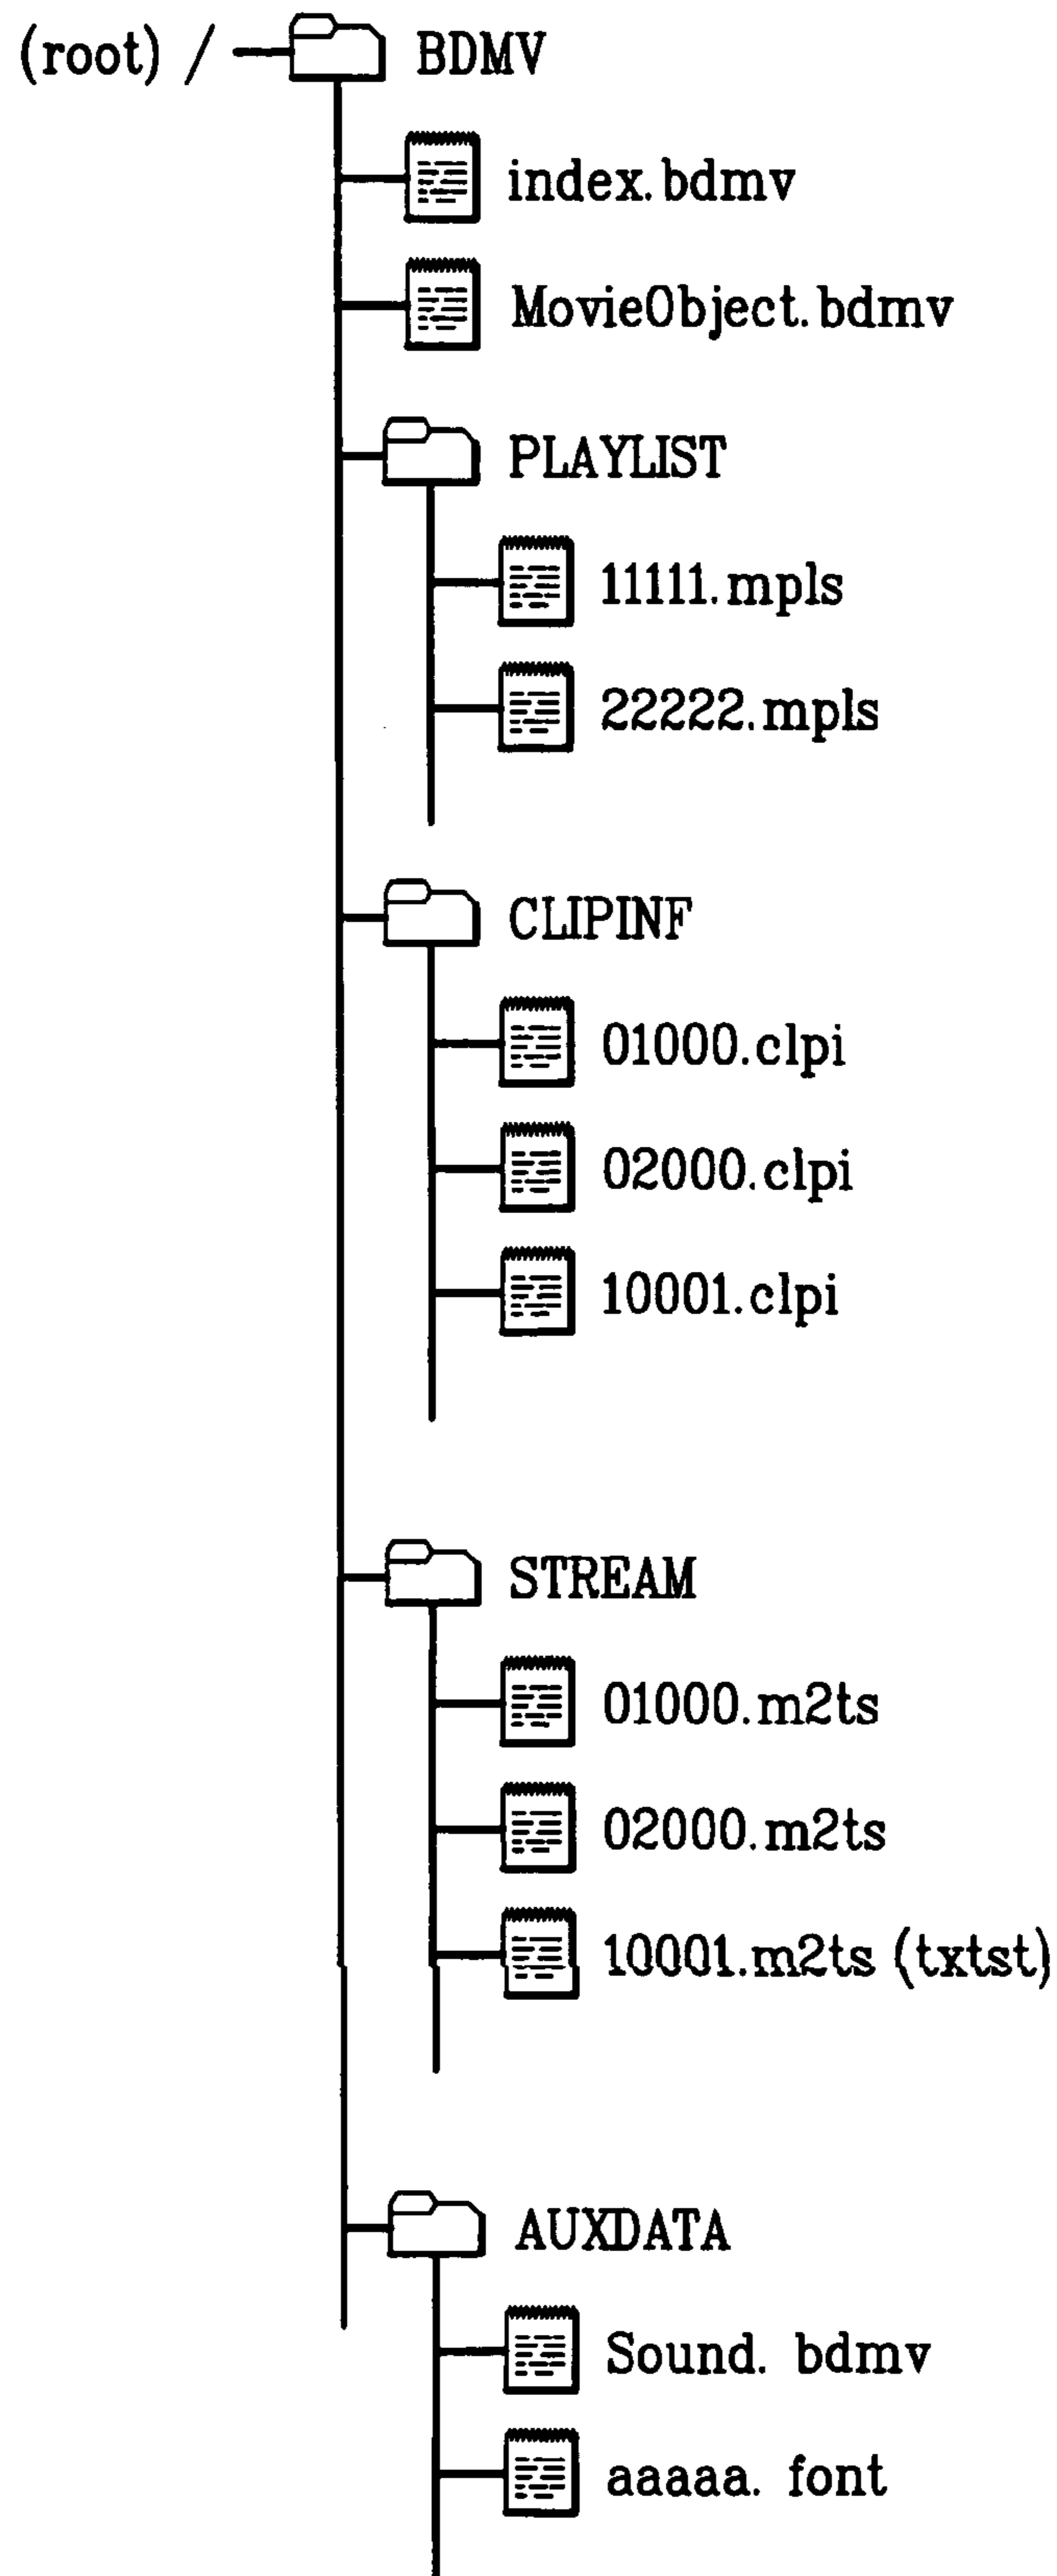 (root) / BDMV
index.bdmv
MovieObject.bdmv
PLAYLIST
11111.mpls
22222.mpls
CLIPINF
01000.clpi
02000.clpi
10001.clpi
STREAM
01000.m2ts
02000.m2ts
10001.m2ts (txtst)
AUXDATA
Sound. bdmv
aaaaa. font